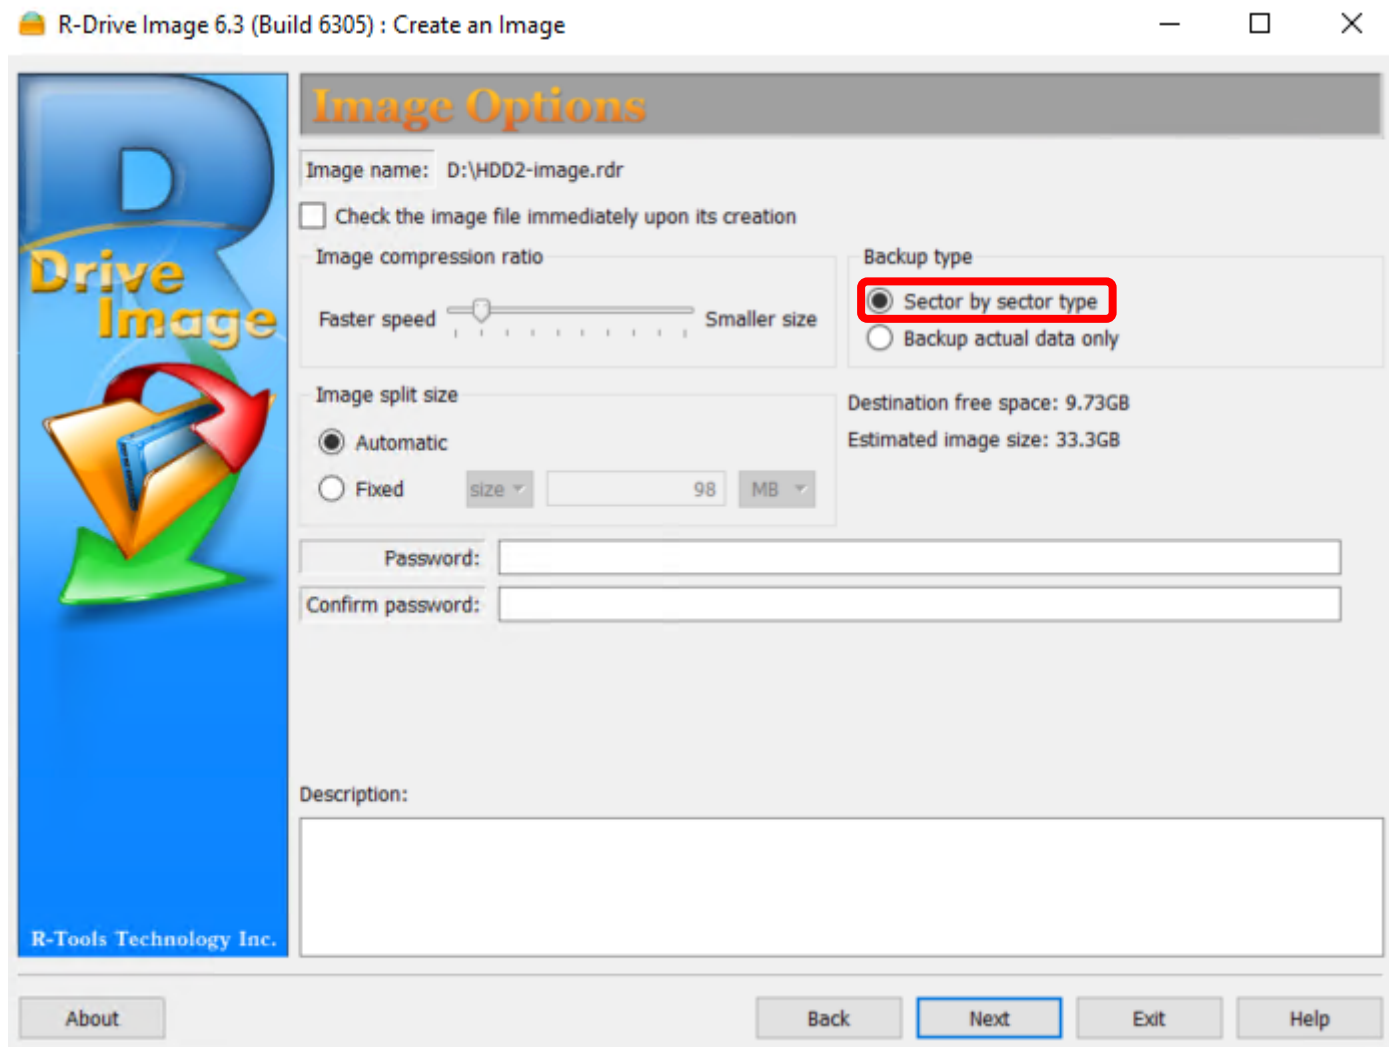 R-Drive Image 6.3 (Build 6305) : Create an Image
Drive
Image
R-Tools Technology Inc.
Image Options
Image name: D:\HDD2-image.rdr
Check the image file immediately upon its creation
Image compression ratio
Faster speed Smaller size
Backup type
Sector by sector type
Backup actual data only
Image split size
Automatic
Fixed size 98 MB
Destination free space: 9.73GB
Estimated image size: 33.3GB
Password:
Confirm password:
Description:
About Back Next Exit Help